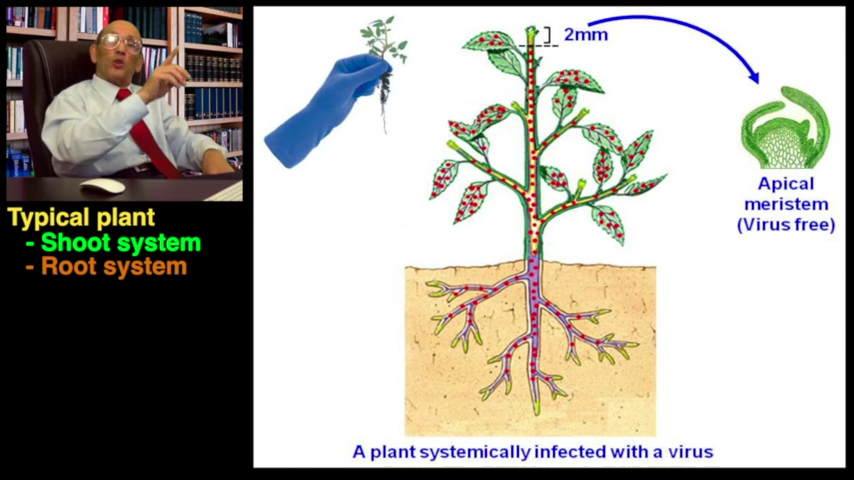 Typical plant
- Shoot system
- Root system
2mm
Apical
meristem
(Virus free)
A plant systemically infected with a virus